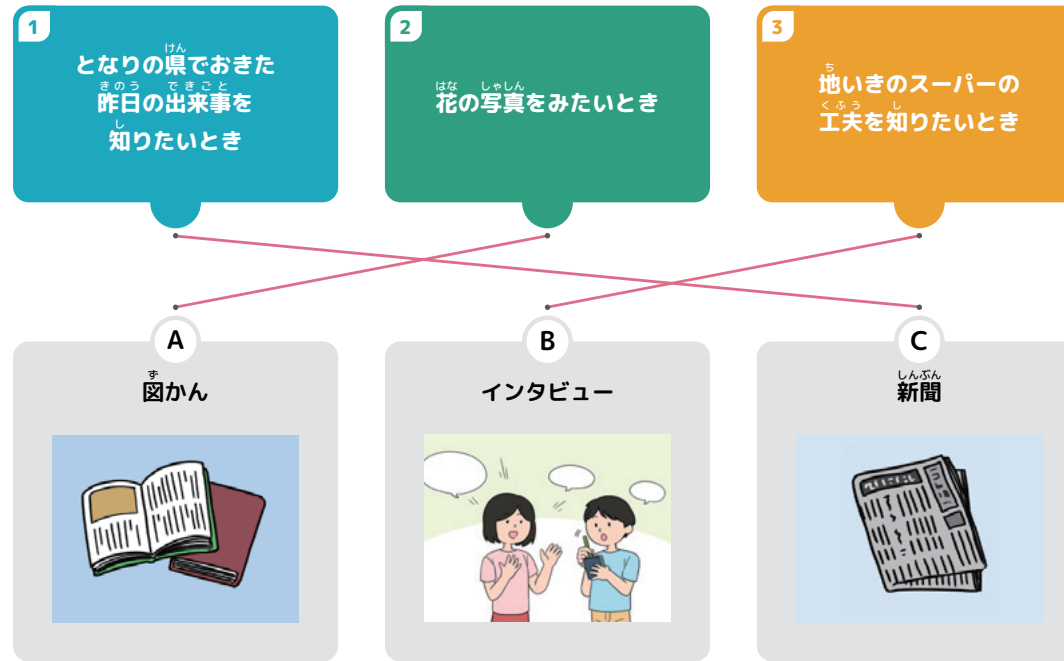 1
となりの県でおきた
昨日の出来事を
知りたいとき
2
花の写真をみたいとき
3
地いきのスーパーの
工夫を知りたいとき
A
図かん
B
インタビュー
C
新聞